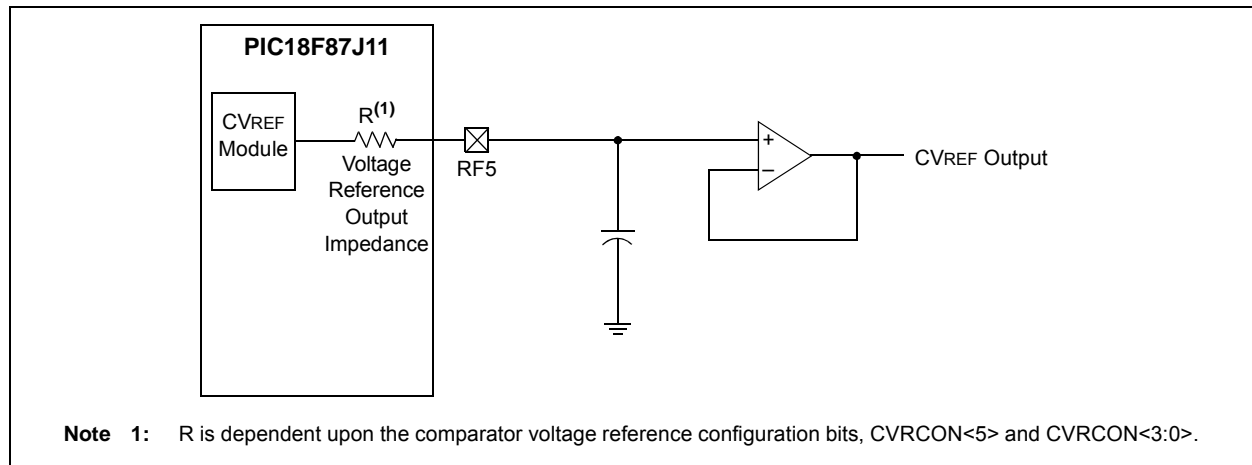 PIC18F87J11
CVREF
Module
R(1)
Voltage
Reference
Output
Impedance
RF5
+
–
CVREF Output
Note 1: R is dependent upon the comparator voltage reference configuration bits, CVRCON<5> and CVRCON<3:0>.